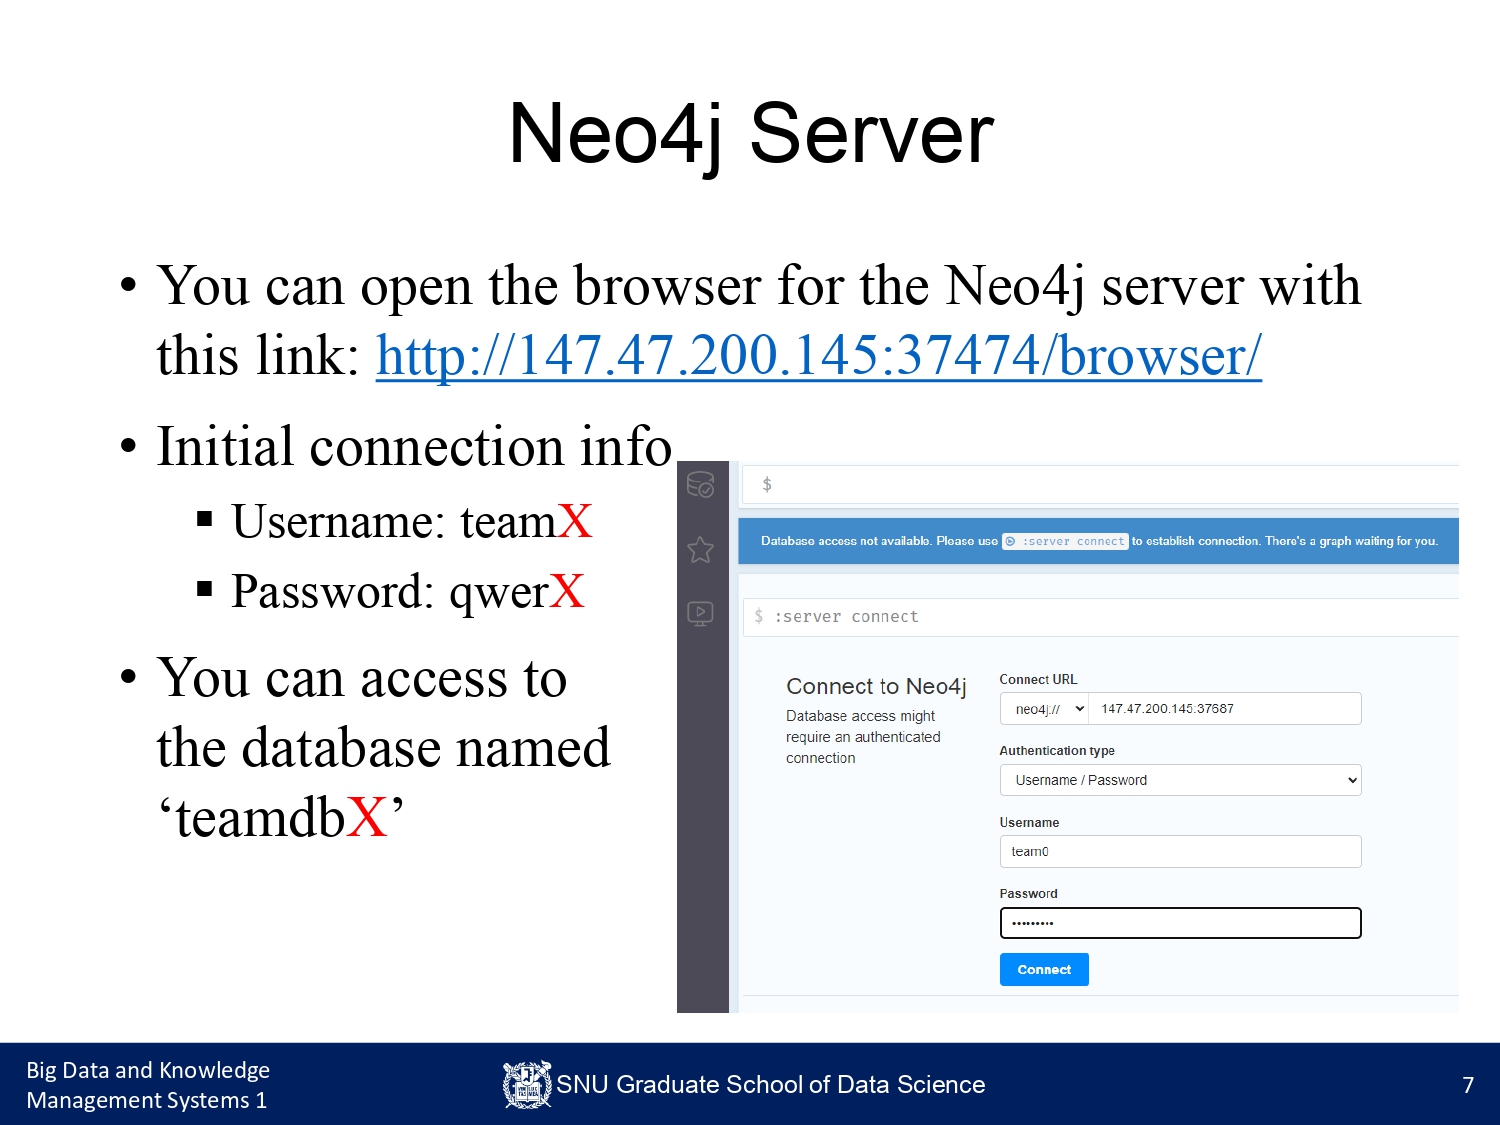 Neo4j Server
• You can open the browser for the Neo4j server with
this link: http://147.47.200.145:37474/browser/
• Initial connection info
▪ Username: teamX
▪ Password: qwerX
• You can access to
the database named
‘teamdbX’
$
Database access not available. Please use :server connect to establish connection. There's a graph waiting for you.
$ :server connect
Connect to Neo4j
Database access might
require an authenticated
connection
Connect URL
neo4j:// 147.47.200.145:37687
Authentication type
Username / Password
Username
team0
Password
•••••••••
Connect
Big Data and Knowledge
Management Systems 1
SNU Graduate School of Data Science
7